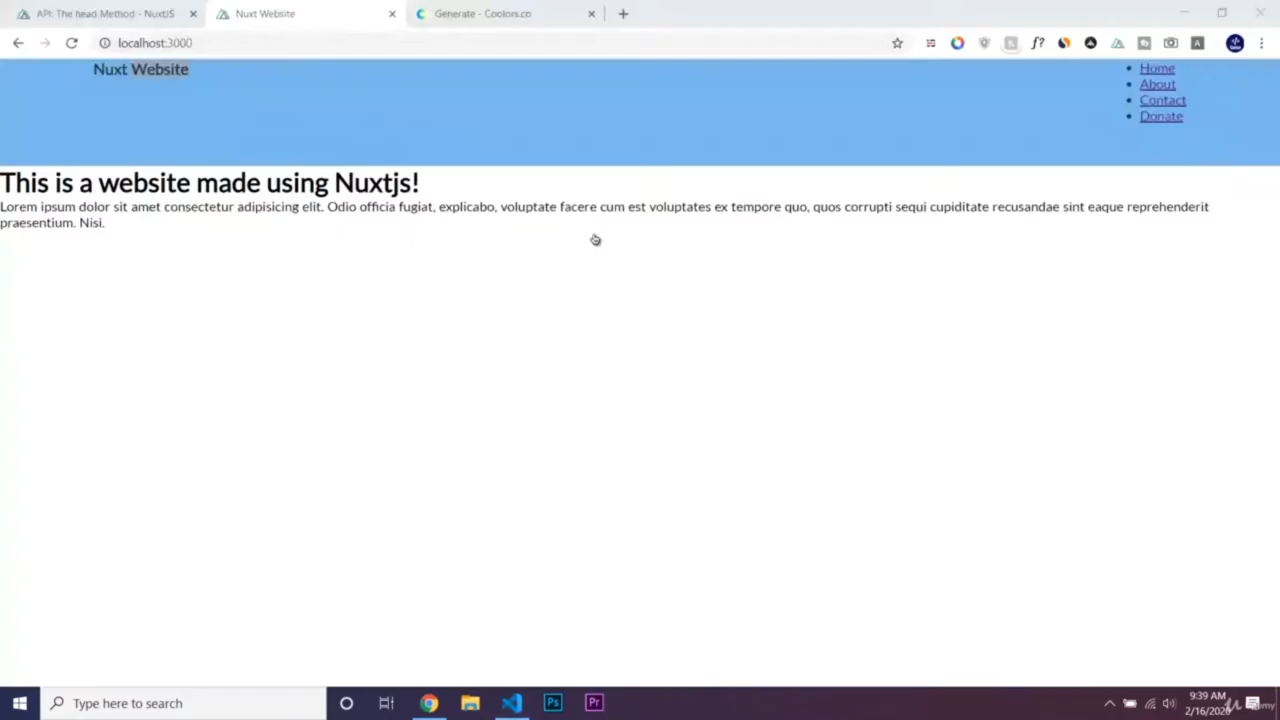 API: The head Method - NuxtJS
Nuxt Website
Generate - Coolors.co
localhost:3000
f?
A
Nuxt Website
Home
About
Contact
Donate
This is a website made using Nuxtjs!
Lorem ipsum dolor sit amet consectetur adipisicing elit. Odio officia fugiat, explicabo, voluptate facere cum est voluptates ex tempore quo, quos corrupti sequi cupiditate recusandae sint eaque reprehenderit
praesentium. Nisi.
Type here to search
Ps
Pr
9:39 AM
2/16/2020